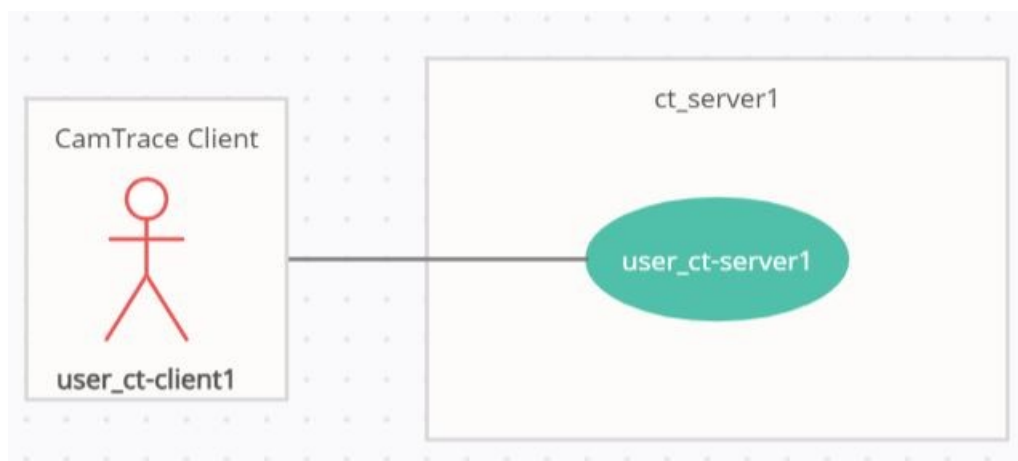 CamTrace Client
user_ct-client1
ct_server1
user_ct-server1